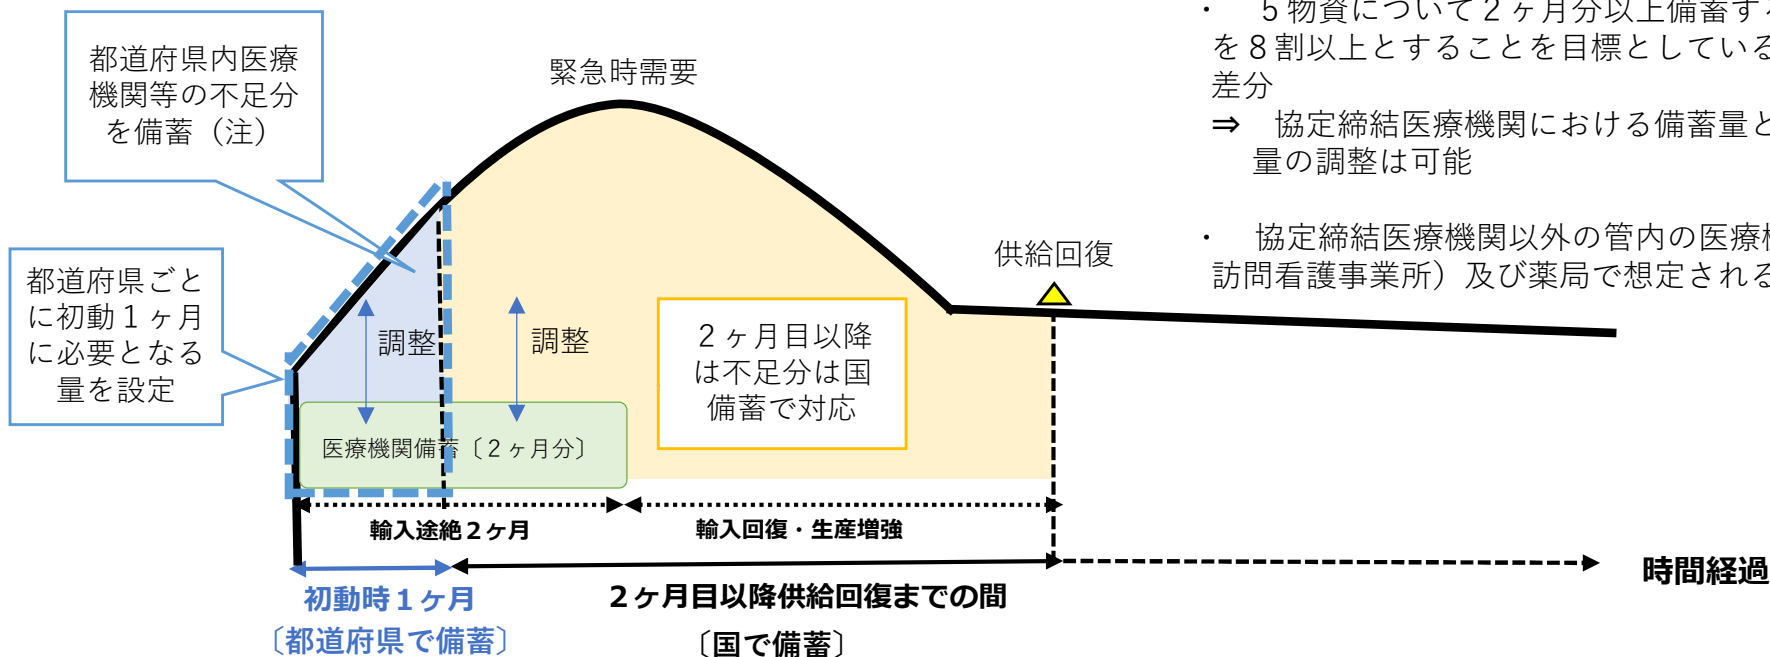 ・　５物資について２ヶ月分以上備蓄する
を８割以上とすることを目標としている
差分
⇒　協定締結医療機関における備蓄量と
量の調整は可能
・　協定締結医療機関以外の管内の医療
訪問看護事業所）及び薬局で想定される
都道府県内医療
機関等の不足分
を備蓄（注）
緊急時需要
都道府県ごと
に初動１ヶ月
に必要となる
量を設定
供給回復
調整
調整
２ヶ月目以降
は不足分は国
備蓄で対応
医療機関備蓄〔２ヶ月分〕
輸入途絶２ヶ月
輸入回復・生産増強
初動時１ヶ月
〔都道府県で備蓄〕
２ヶ月目以降供給回復までの間
〔国で備蓄〕
時間経過